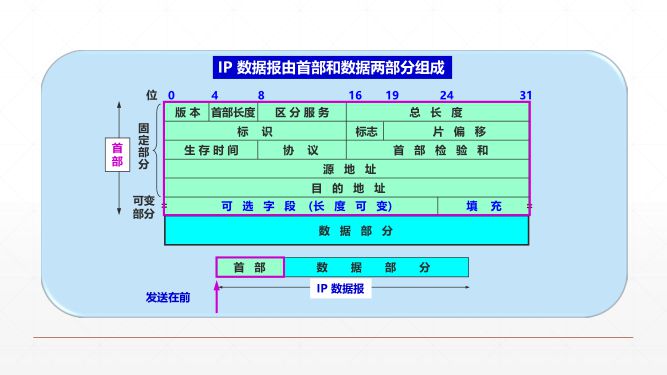 IP 数据报由首部和数据两部分组成
位 0 4 8 16 19 24 31
版 本 首部长度 区 分 服 务 总 长 度
标 识 标志 片 偏 移
生 存 时 间 协 议 首 部 检 验 和
源 地 址
目 的 地 址
可 选 字 段 (长 度 可 变) 填 充
数 据 部 分
首部
固定部分
可变部分
首 部 数 据 部 分
IP 数据报
发送在前